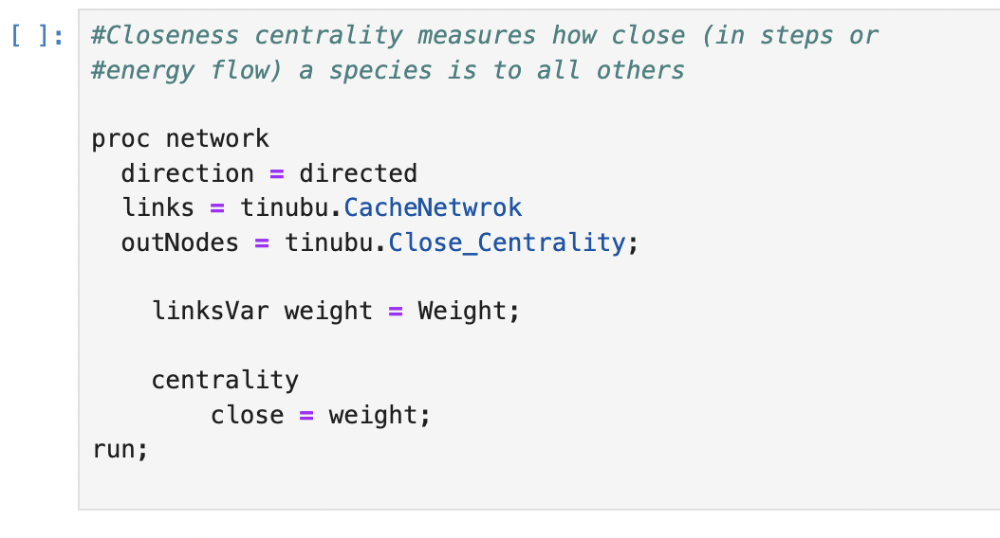 [ ]: #Closeness centrality measures how close (in steps or
#energy flow) a species is to all others
proc network
direction = directed
links = tinubu.CacheNetwrok
outNodes = tinubu.Close_Centrality;
linksVar weight = Weight;
centrality
close = weight;
run;